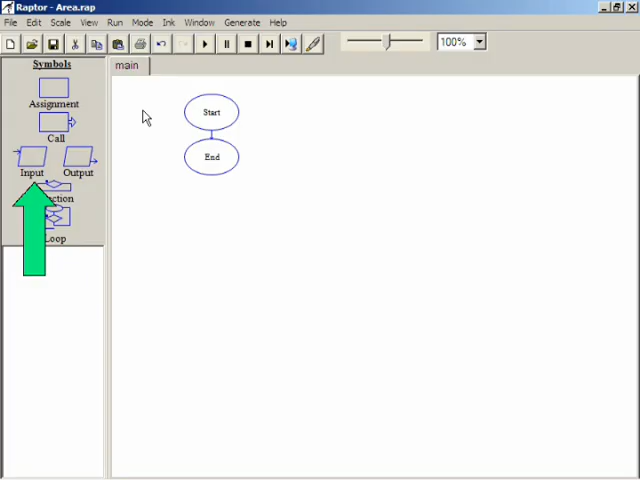 Raptor - Area.rap
File Edit Scale View Run Mode Ink Window Generate Help
100%
Symbols
main
Assignment
Call
Input Output
Loop
Start
End